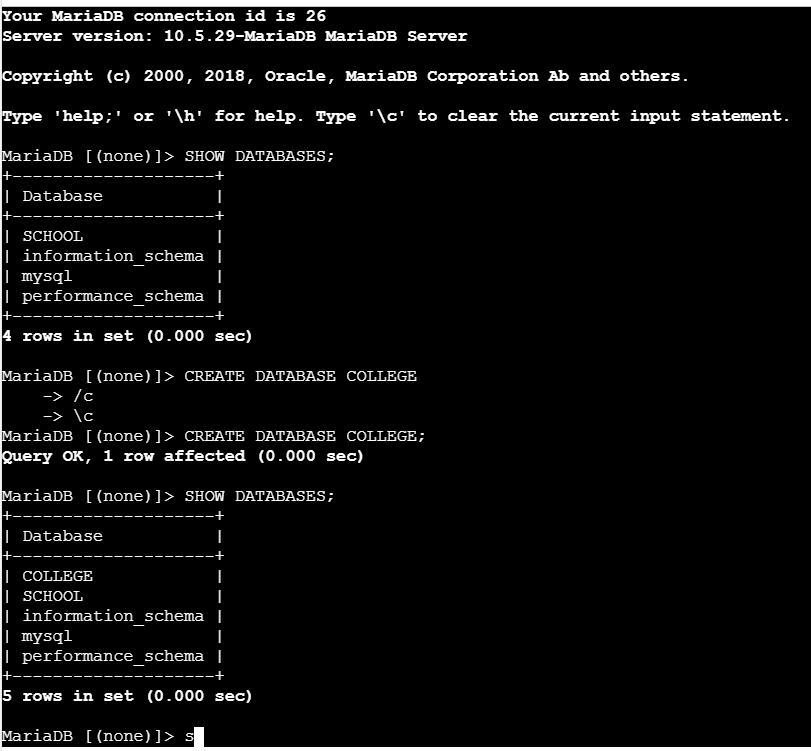 Your MariaDB connection id is 26
Server version: 10.5.29-MariaDB MariaDB Server

Copyright (c) 2000, 2018, Oracle, MariaDB Corporation Ab and others.

Type 'help;' or '\h' for help. Type '\c' to clear the current input statement.

MariaDB [(none)]> SHOW DATABASES;
+--------------------+
| Database           |
+--------------------+
| SCHOOL             |
| information_schema |
| mysql              |
| performance_schema |
+--------------------+
4 rows in set (0.000 sec)

MariaDB [(none)]> CREATE DATABASE COLLEGE
    -> /c
    -> \c
MariaDB [(none)]> CREATE DATABASE COLLEGE;
Query OK, 1 row affected (0.000 sec)

MariaDB [(none)]> SHOW DATABASES;
+--------------------+
| Database           |
+--------------------+
| COLLEGE            |
| SCHOOL             |
| information_schema |
| mysql              |
| performance_schema |
+--------------------+
5 rows in set (0.000 sec)

MariaDB [(none)]> s